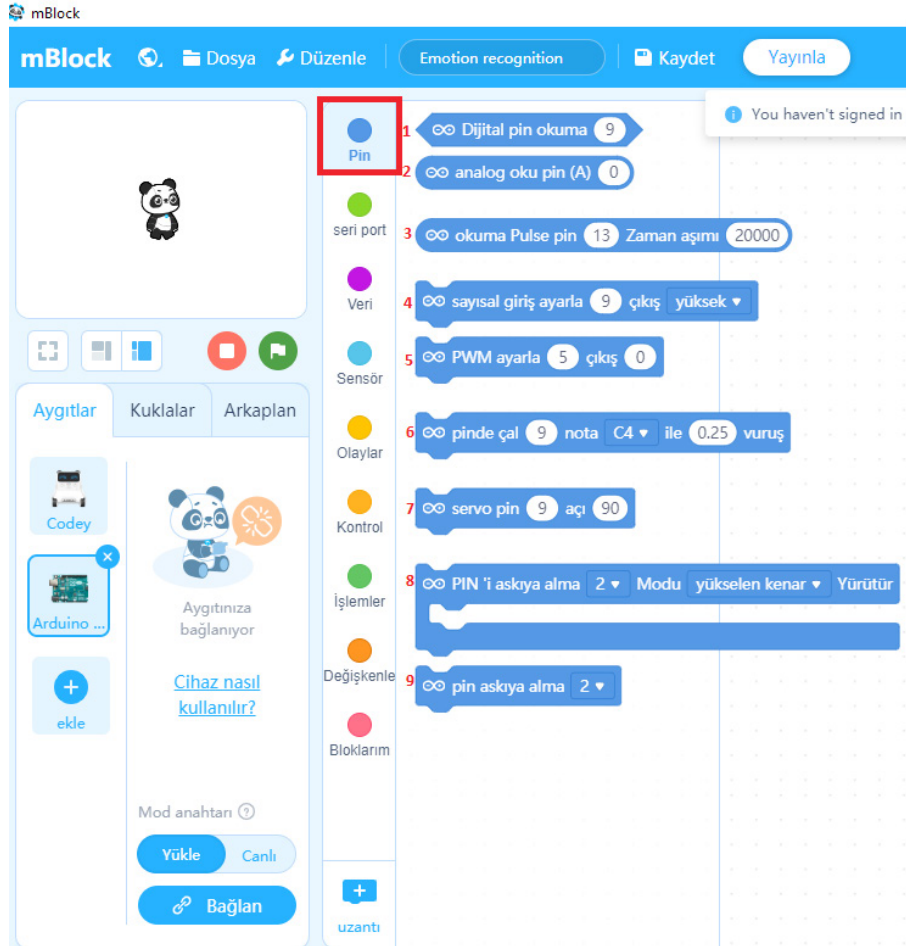 mBlock
mBlock Dosya Düzenle Emotion recognition Kaydet Yayınla
You haven't signed in
Pin
seri port
Veri
Sensör
Olaylar
Kontrol
İşlemler
Değişkenle
Bloklarım
uzantı
1 Dijital pin okuma 9
2 analog oku pin (A) 0
3 okuma Pulse pin 13 Zaman aşımı 20000
4 sayısal giriş ayarla 9 çıkış yüksek
5 PWM ayarla 5 çıkış 0
6 pinde çal 9 nota C4 ile 0.25 vuruş
7 servo pin 9 açı 90
8 PIN 'i askıya alma 2 Modu yükselen kenar Yürütür
9 pin askıya alma 2
Aygıtlar Kuklalar Arkaplan
Codey
Arduino ...
ekle
Aygıtınıza
bağlanıyor
Cihaz nasıl
kullanılır?
Mod anahtarı
Yükle Canlı
Bağlan